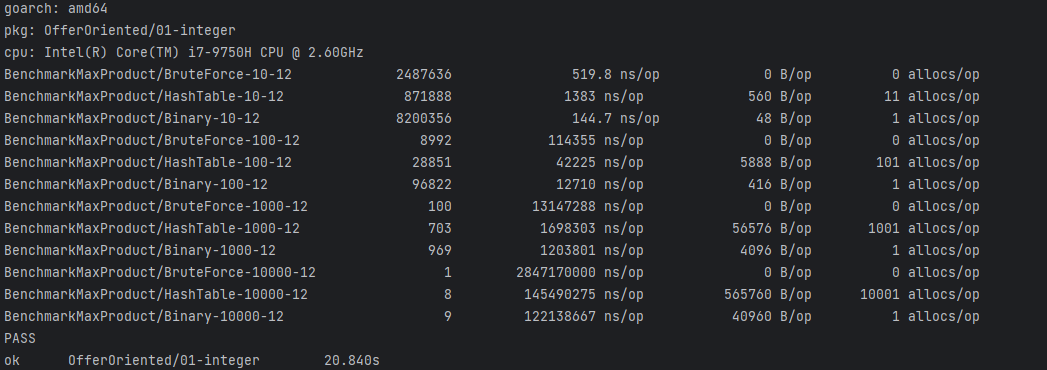 goarch: amd64
pkg: OfferOriented/01-integer
cpu: Intel(R) Core(TM) i7-9750H CPU @ 2.60GHz
BenchmarkMaxProduct/BruteForce-10-12 2487636 519.8 ns/op 0 B/op 0 allocs/op
BenchmarkMaxProduct/HashTable-10-12 871888 1383 ns/op 560 B/op 11 allocs/op
BenchmarkMaxProduct/Binary-10-12 8200356 144.7 ns/op 48 B/op 1 allocs/op
BenchmarkMaxProduct/BruteForce-100-12 8992 114355 ns/op 0 B/op 0 allocs/op
BenchmarkMaxProduct/HashTable-100-12 28851 42225 ns/op 5888 B/op 101 allocs/op
BenchmarkMaxProduct/Binary-100-12 96822 12710 ns/op 416 B/op 1 allocs/op
BenchmarkMaxProduct/BruteForce-1000-12 100 13147288 ns/op 0 B/op 0 allocs/op
BenchmarkMaxProduct/HashTable-1000-12 703 1698303 ns/op 56576 B/op 1001 allocs/op
BenchmarkMaxProduct/Binary-1000-12 969 1203801 ns/op 4096 B/op 1 allocs/op
BenchmarkMaxProduct/BruteForce-10000-12 1 2847170000 ns/op 0 B/op 0 allocs/op
BenchmarkMaxProduct/HashTable-10000-12 8 145490275 ns/op 565760 B/op 10001 allocs/op
BenchmarkMaxProduct/Binary-10000-12 9 122138667 ns/op 40960 B/op 1 allocs/op
PASS
ok OfferOriented/01-integer 20.840s